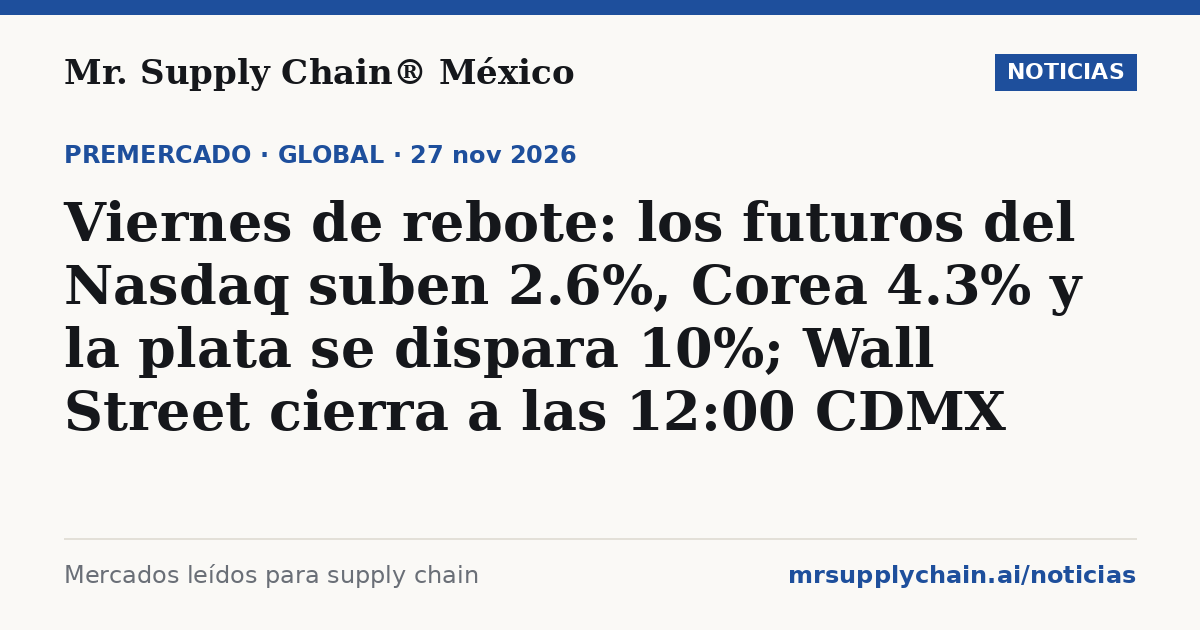 Mr. Supply Chain® México
NOTICIAS
PREMERCADO · GLOBAL · 27 nov 2026
Viernes de rebote: los futuros del
Nasdaq suben 2.6%, Corea 4.3% y
la plata se dispara 10%; Wall
Street cierra a las 12:00 CDMX
Mercados leídos para supply chain
mrsupplychain.ai/noticias